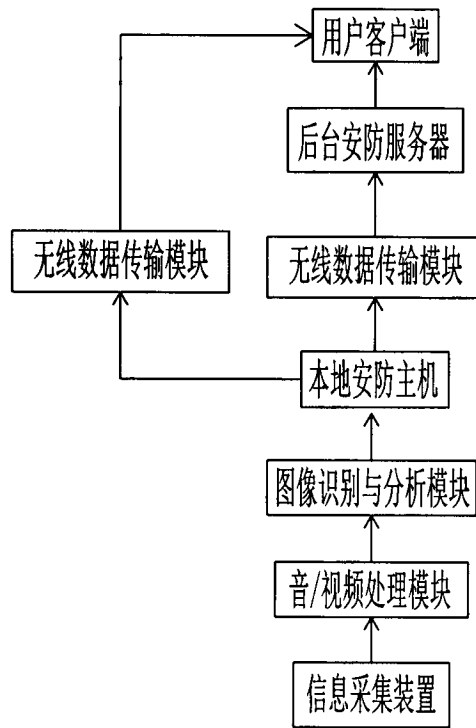 用户客户端
后台安防服务器
无线数据传输模块
无线数据传输模块
本地安防主机
图像识别与分析模块
音/视频处理模块
信息采集装置